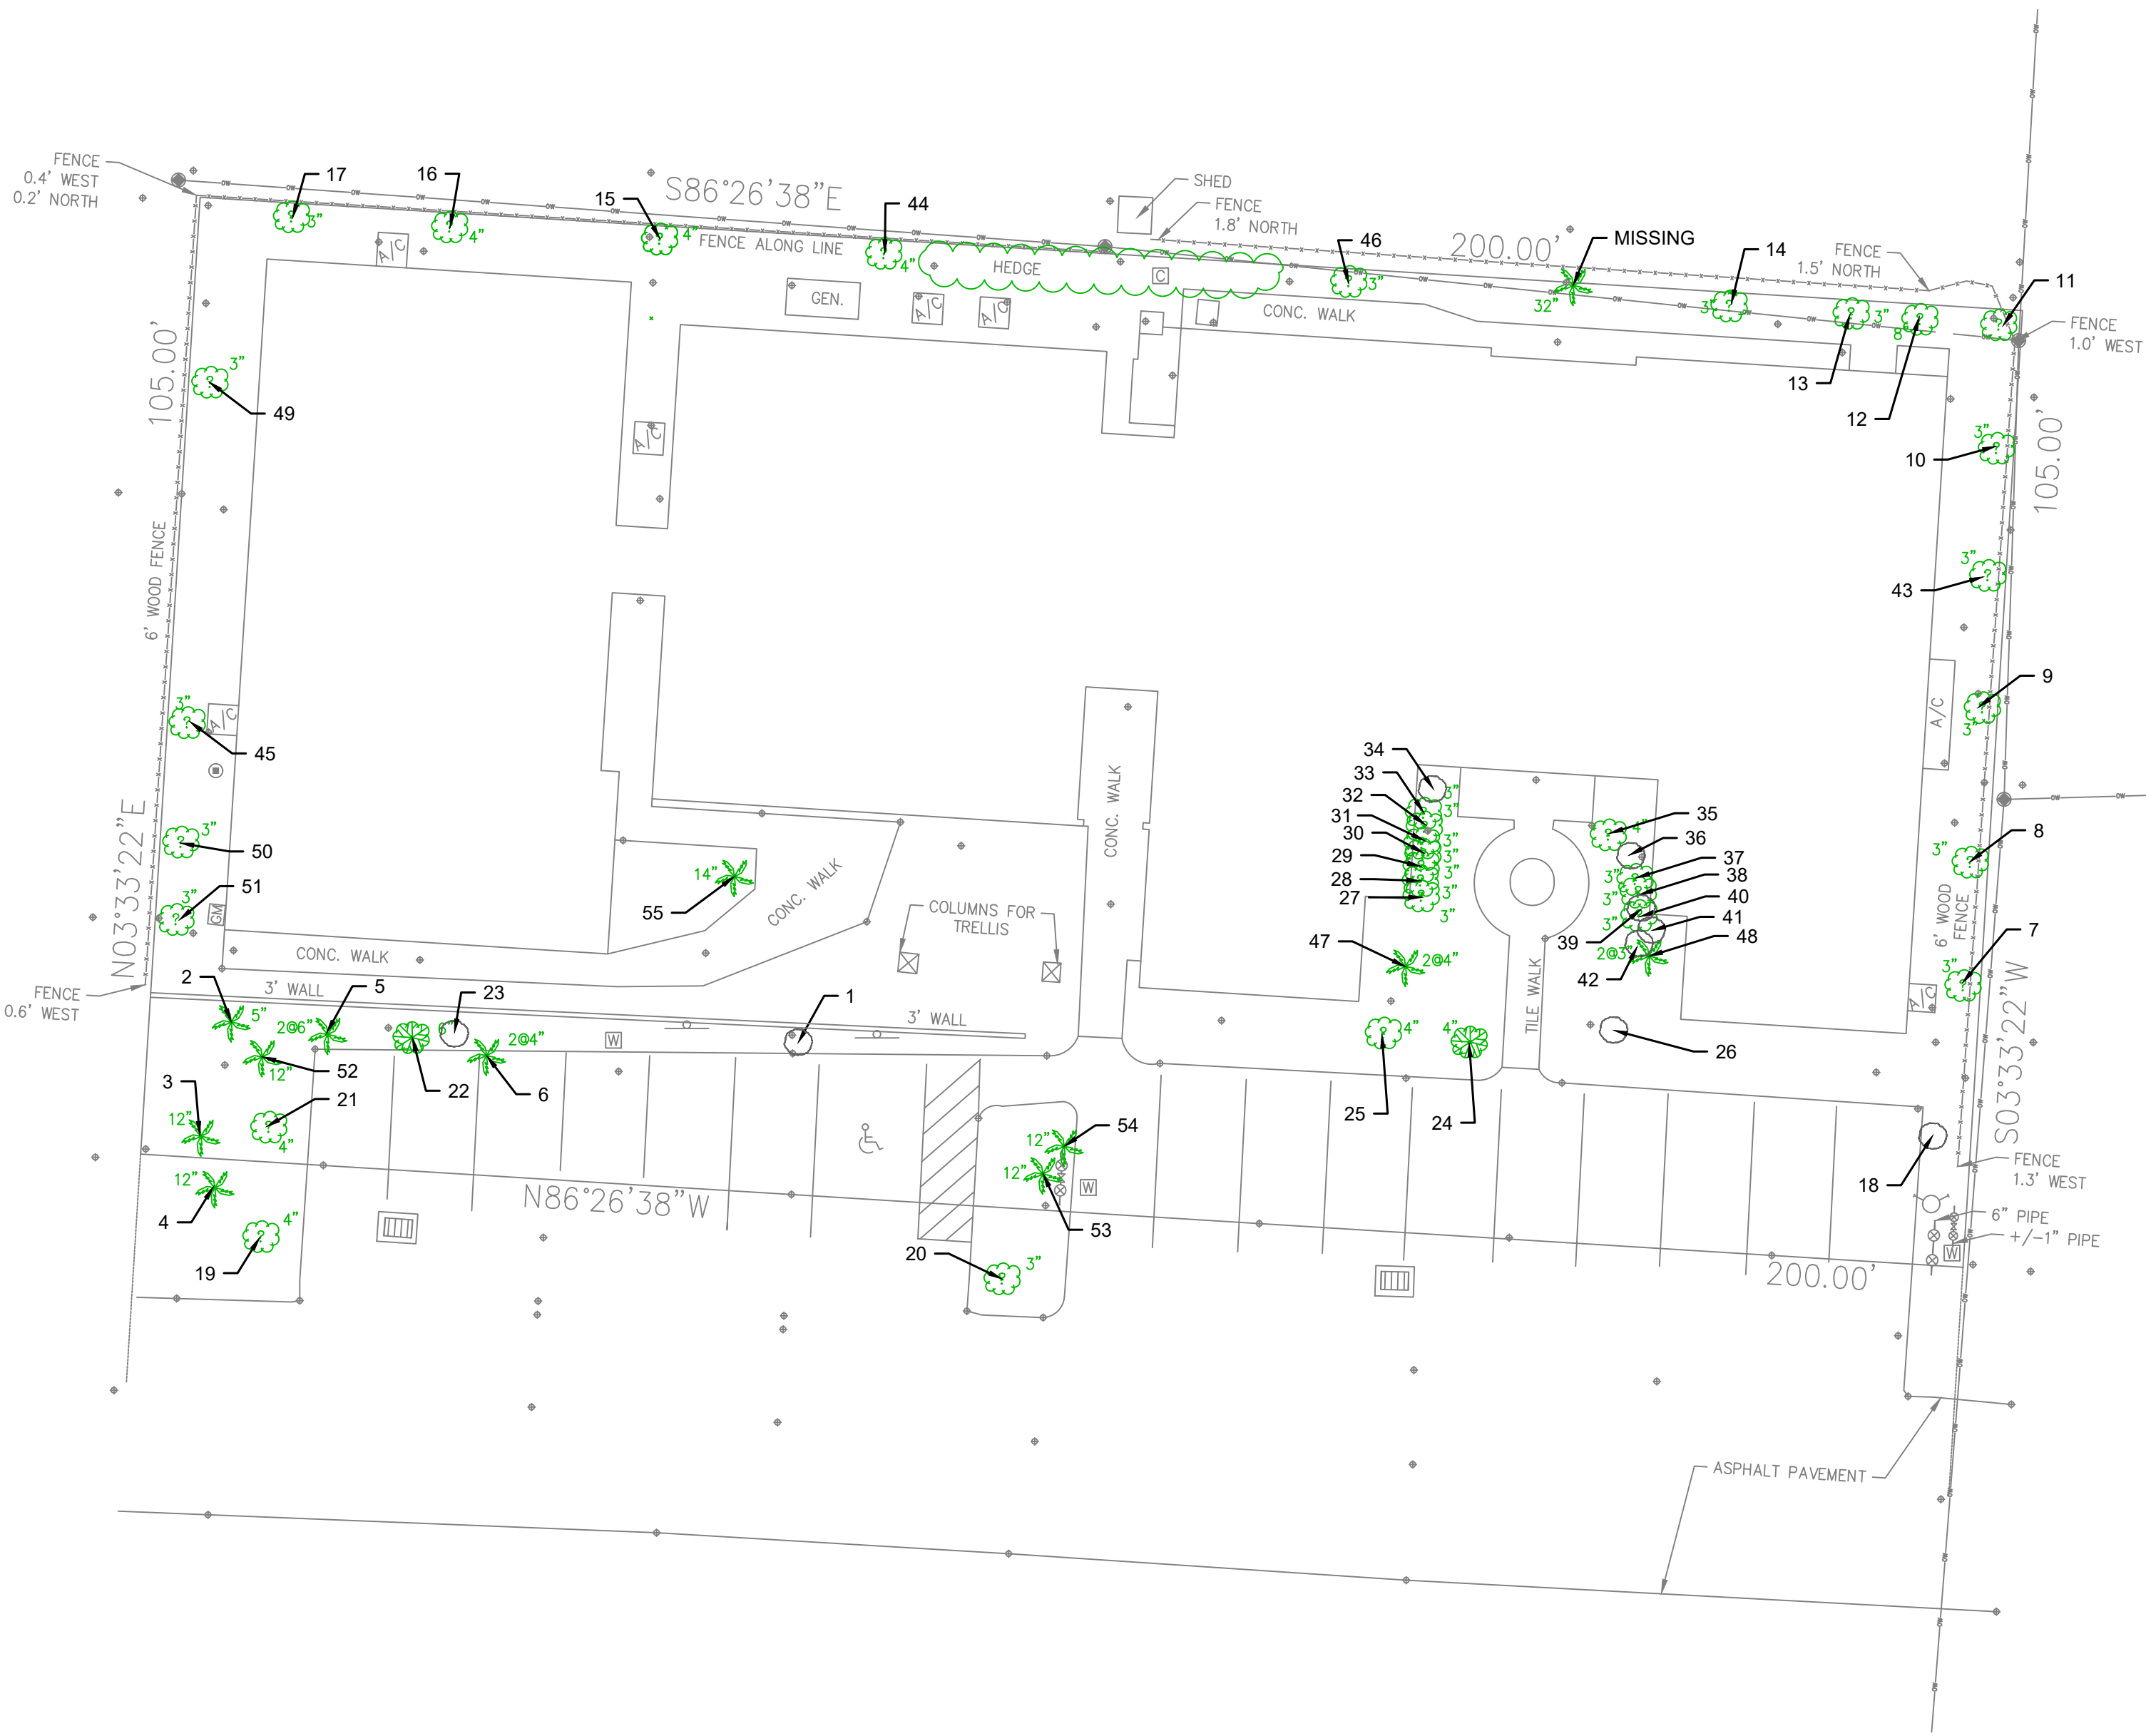 FENCE
0.4' WEST
0.2' NORTH
17
3"
16
4"
15
4"
S86°26'38"E
FENCE ALONG LINE
44
4"
HEDGE
SHED
FENCE
1.8' NORTH
C
46
3"
200.00'
MISSING
32"
14
3"
FENCE
1.5' NORTH
11
FENCE
1.0' WEST
13
3"
12
8"
A/C
GEN.
A/C
A/C
CONC. WALK
105.00'
3"
49
A/C
6' WOOD FENCE
3"
10
105.00'
3"
43
9
3"
A/C
3"
A/C
45
N03°33'22"E
3"
50
3"
51
GM
CONC. WALK
14"
55
CONC. WALK
COLUMNS FOR
TRELLIS
CONC. WALK
34
33
32
31
30
29
28
27
3"
3"
3"
3"
3"
3"
3"
35
4"
36
37
3"
38
3"
40
3"
41
39
48
2@3"
42
47
2@4"
TILE WALK
8
3"
6' WOOD
FENCE
7
3"
A/C
S03°33'22"W
FENCE
0.6' WEST
3' WALL
3' WALL
2
5"
5
2@6"
23
6"
22
2@4"
6
W
1
12"
52
3
12"
21
4"
12"
4
4"
19
N86°26'38"W
54
12"
12"
53
W
20
3"
25
4"
24
4"
26
18
FENCE
1.3' WEST
6" PIPE
+/-1" PIPE
W
200.00'
ASPHALT PAVEMENT